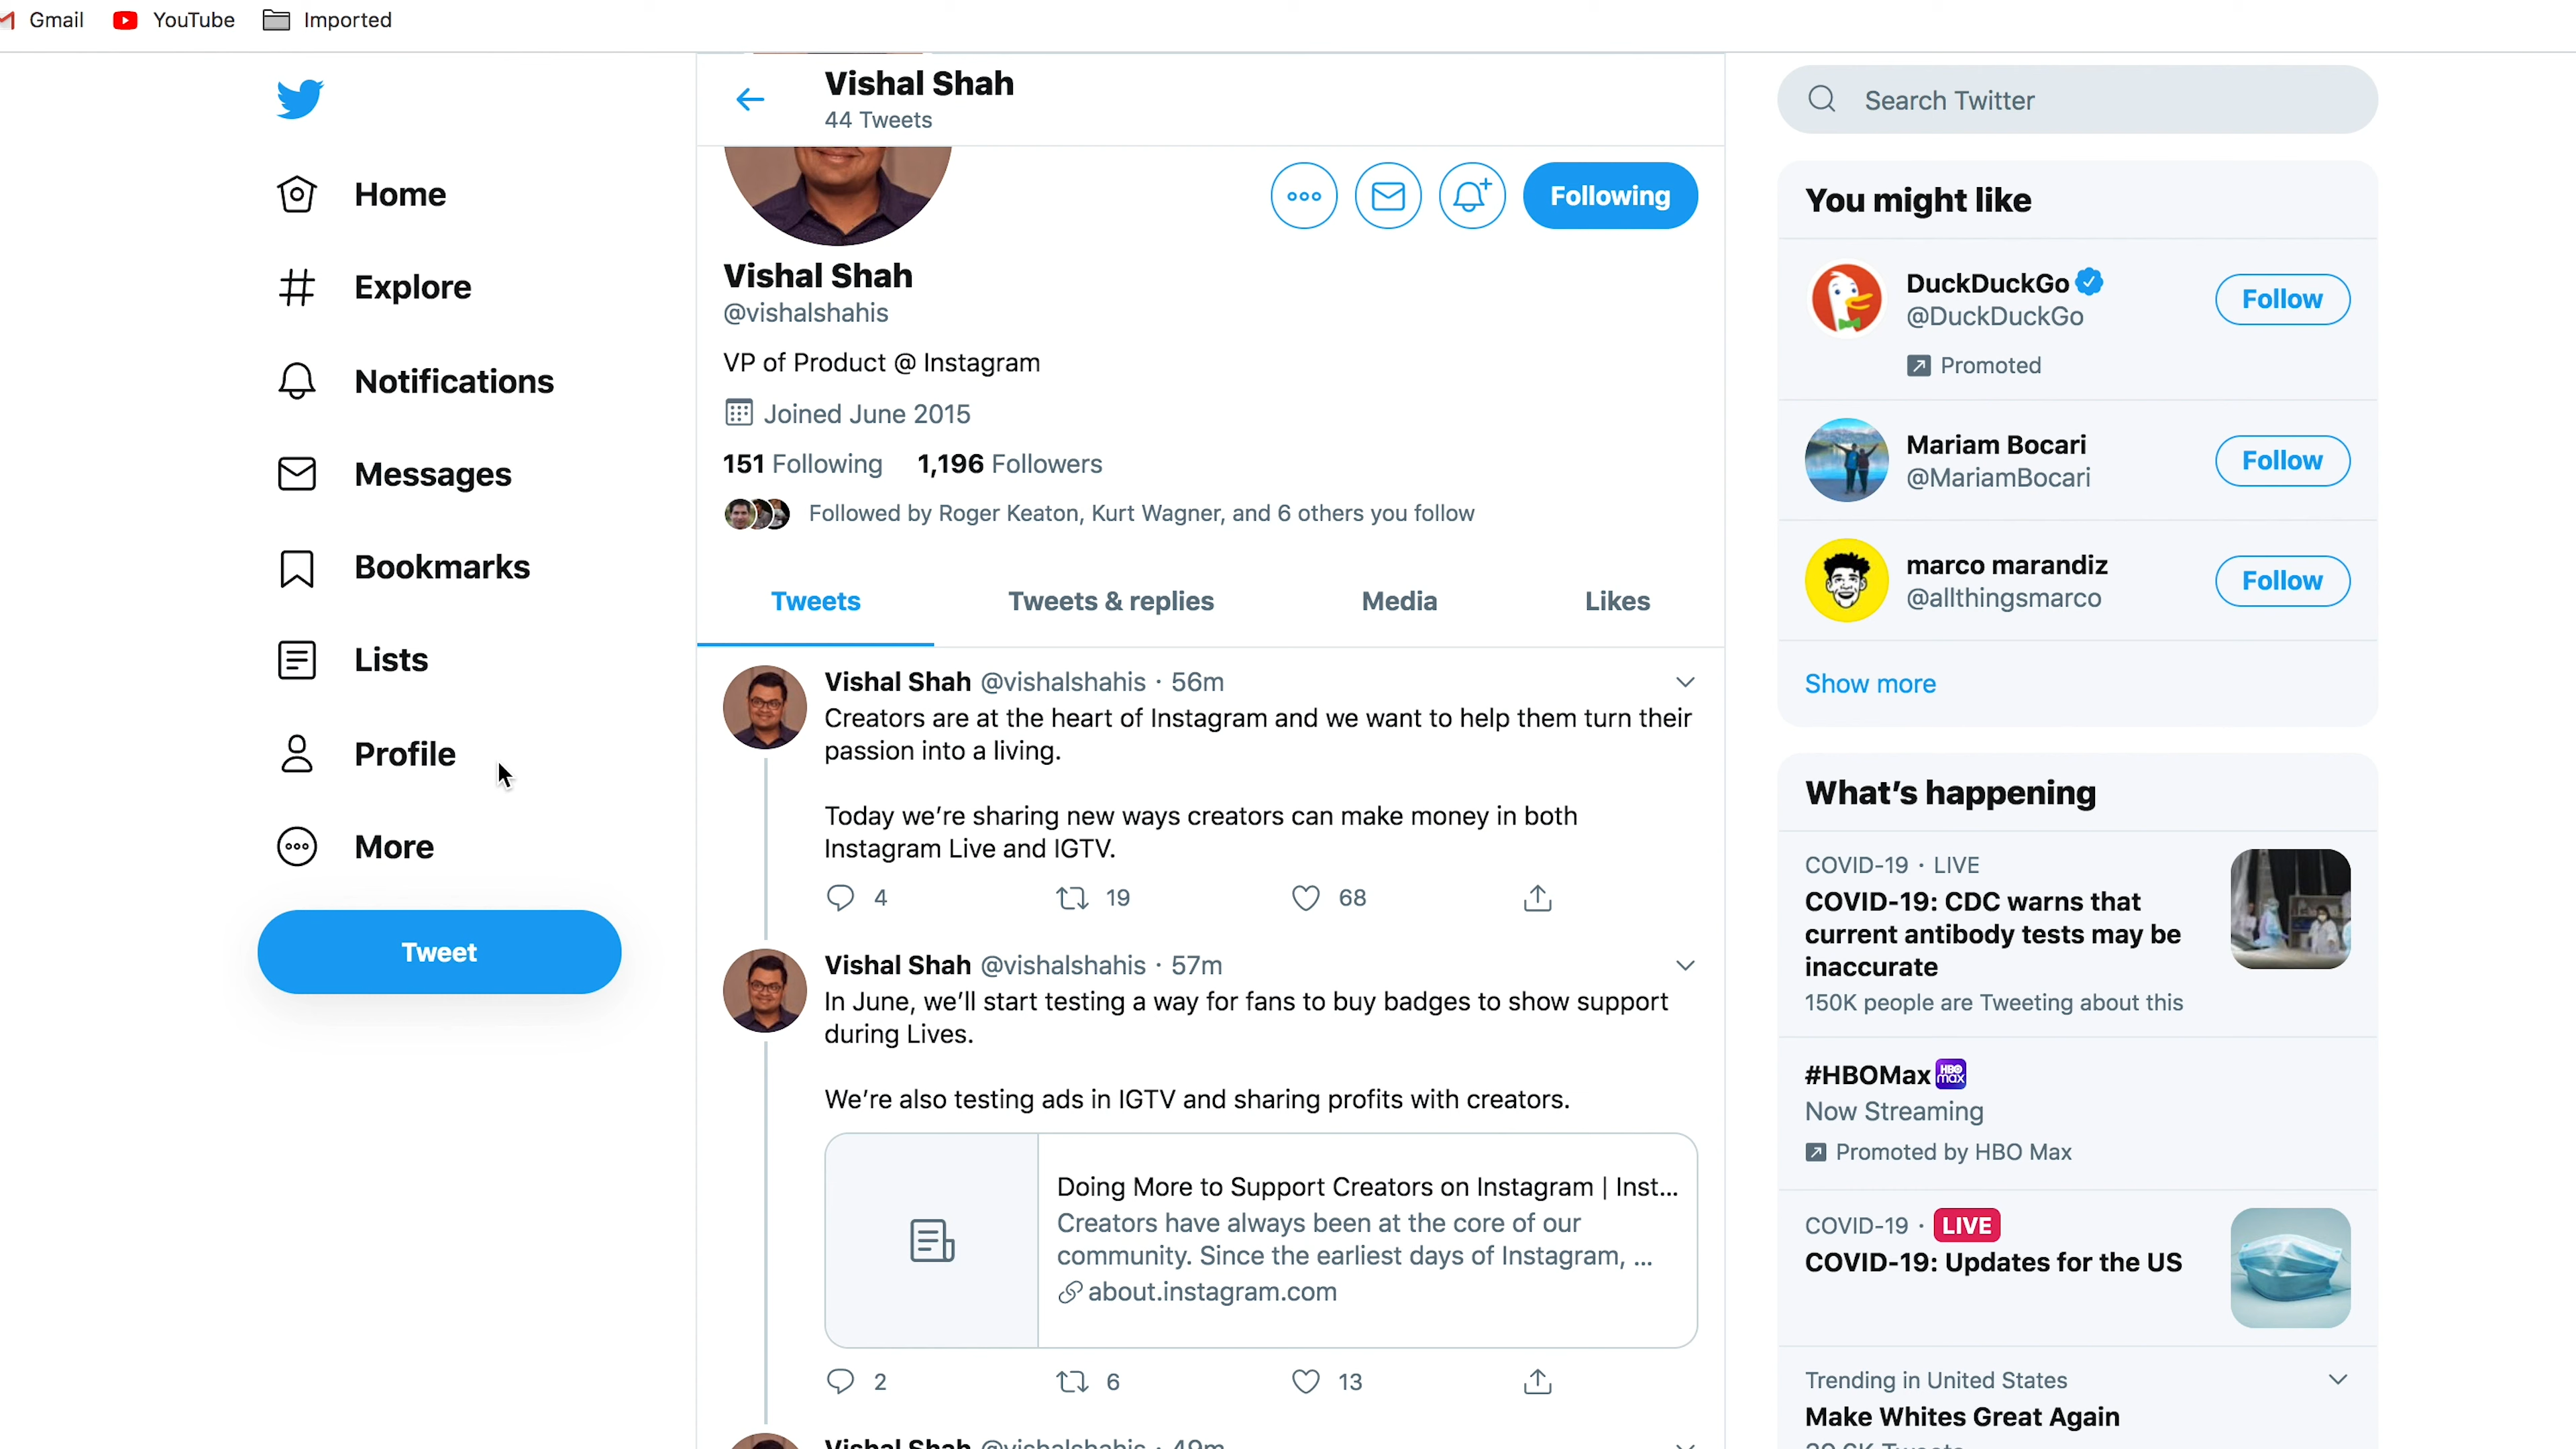 Gmail YouTube Imported
Home
Explore
Notifications
Messages
Bookmarks
Lists
Profile
More
Tweet
Vishal Shah
44 Tweets
Following
Vishal Shah
@vishalshahis
VP of Product @ Instagram
Joined June 2015
151 Following 1,196 Followers
Followed by Roger Keaton, Kurt Wagner, and 6 others you follow
Tweets Tweets & replies Media Likes
Vishal Shah @vishalshahis · 56m
Creators are at the heart of Instagram and we want to help them turn their
passion into a living.
Today we're sharing new ways creators can make money in both
Instagram Live and IGTV.
4 19 68
Vishal Shah @vishalshahis · 57m
In June, we'll start testing a way for fans to buy badges to show support
during Lives.
We're also testing ads in IGTV and sharing profits with creators.
Doing More to Support Creators on Instagram | Inst...
Creators have always been at the core of our
community. Since the earliest days of Instagram, ...
about.instagram.com
2 6 13
Vishal Shah @vishalshahis · 49m
Search Twitter
You might like
DuckDuckGo
@DuckDuckGo
Promoted
Follow
Mariam Bocari
@MariamBocari
Follow
marco marandiz
@allthingsmarco
Follow
Show more
What's happening
COVID-19 · LIVE
COVID-19: CDC warns that
current antibody tests may be
inaccurate
150K people are Tweeting about this
#HBOMax HBO max
Now Streaming
Promoted by HBO Max
COVID-19 · LIVE
COVID-19: Updates for the US
Trending in United States
Make Whites Great Again